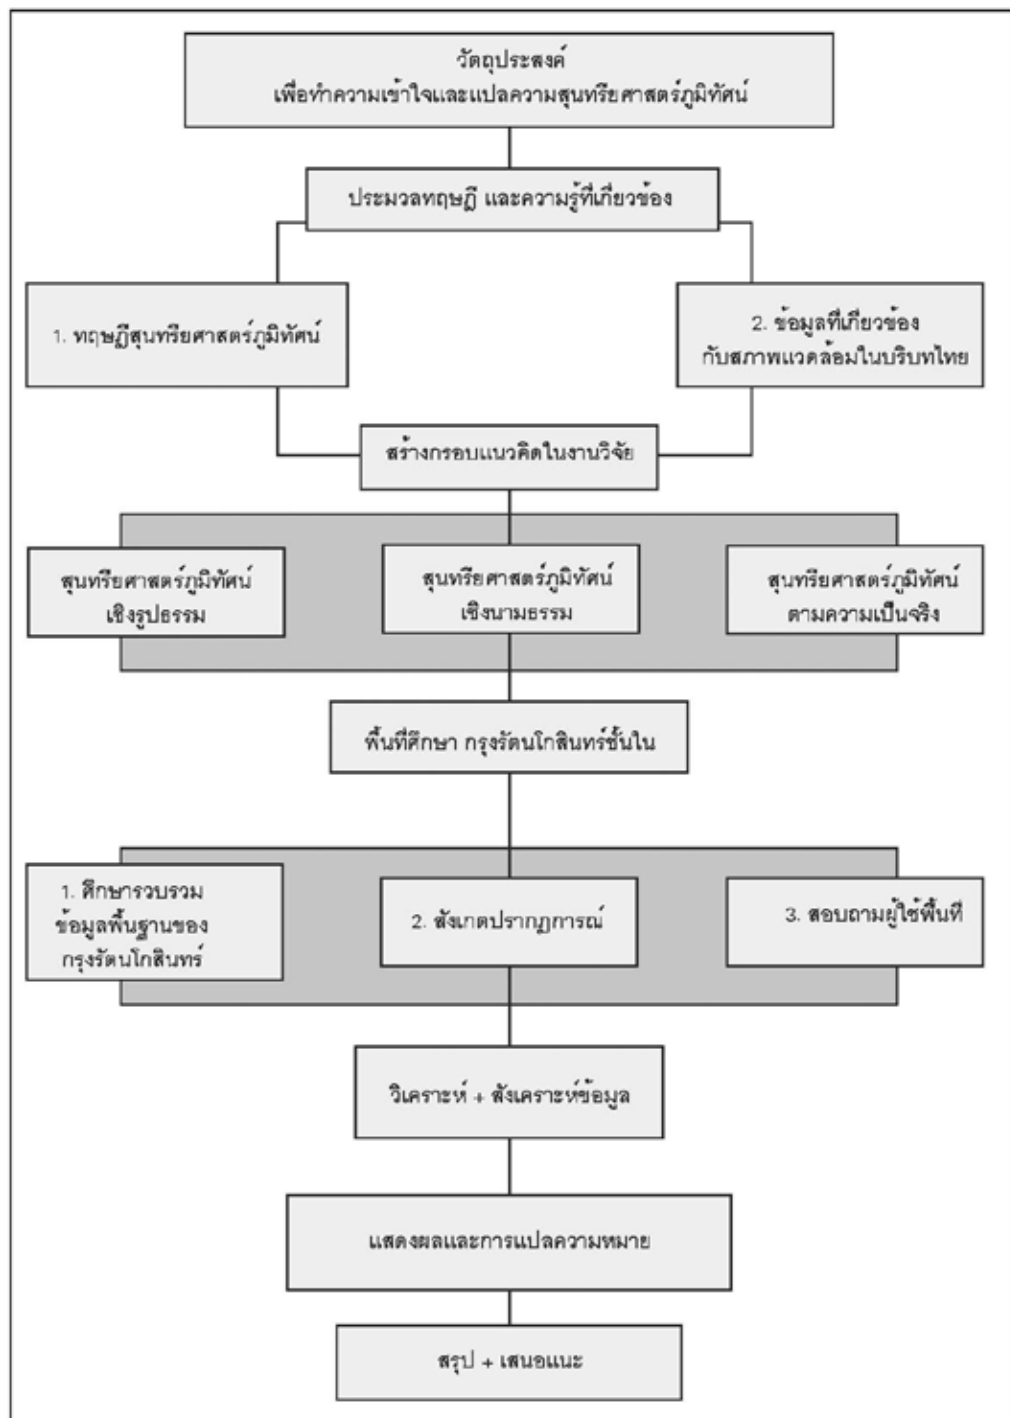 วัตถุประสงค์
เพื่อทำความเข้าใจและแปลความสุนทรียศาสตร์ภูมิทัศน์
ประมวลทฤษฎี และความรู้ที่เกี่ยวข้อง
1. ทฤษฎีสุนทรียศาสตร์ภูมิทัศน์
2. ข้อมูลที่เกี่ยวข้อง
กับสภาพแวดล้อมในบริบทไทย
สร้างกรอบแนวคิดในงานวิจัย
สุนทรียศาสตร์ภูมิทัศน์
เชิงรูปธรรม
สุนทรียศาสตร์ภูมิทัศน์
เชิงนามธรรม
สุนทรียศาสตร์ภูมิทัศน์
ตามความเป็นจริง
พื้นที่ศึกษา กรุงรัตนโกสินทร์ชั้นใน
1. ศึกษารวบรวม
ข้อมูลพื้นฐานของ
กรุงรัตนโกสินทร์
2. สังเกตปรากฏการณ์
3. สอบถามผู้ใช้พื้นที่
วิเคราะห์ + สังเคราะห์ข้อมูล
แสดงผลและการแปลความหมาย
สรุป + เสนอแนะ